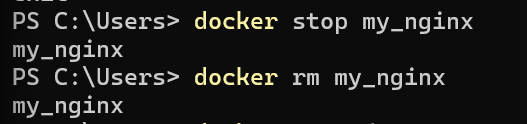 PS C:\Users> docker stop my_nginx
my_nginx
PS C:\Users> docker rm my_nginx
my_nginx